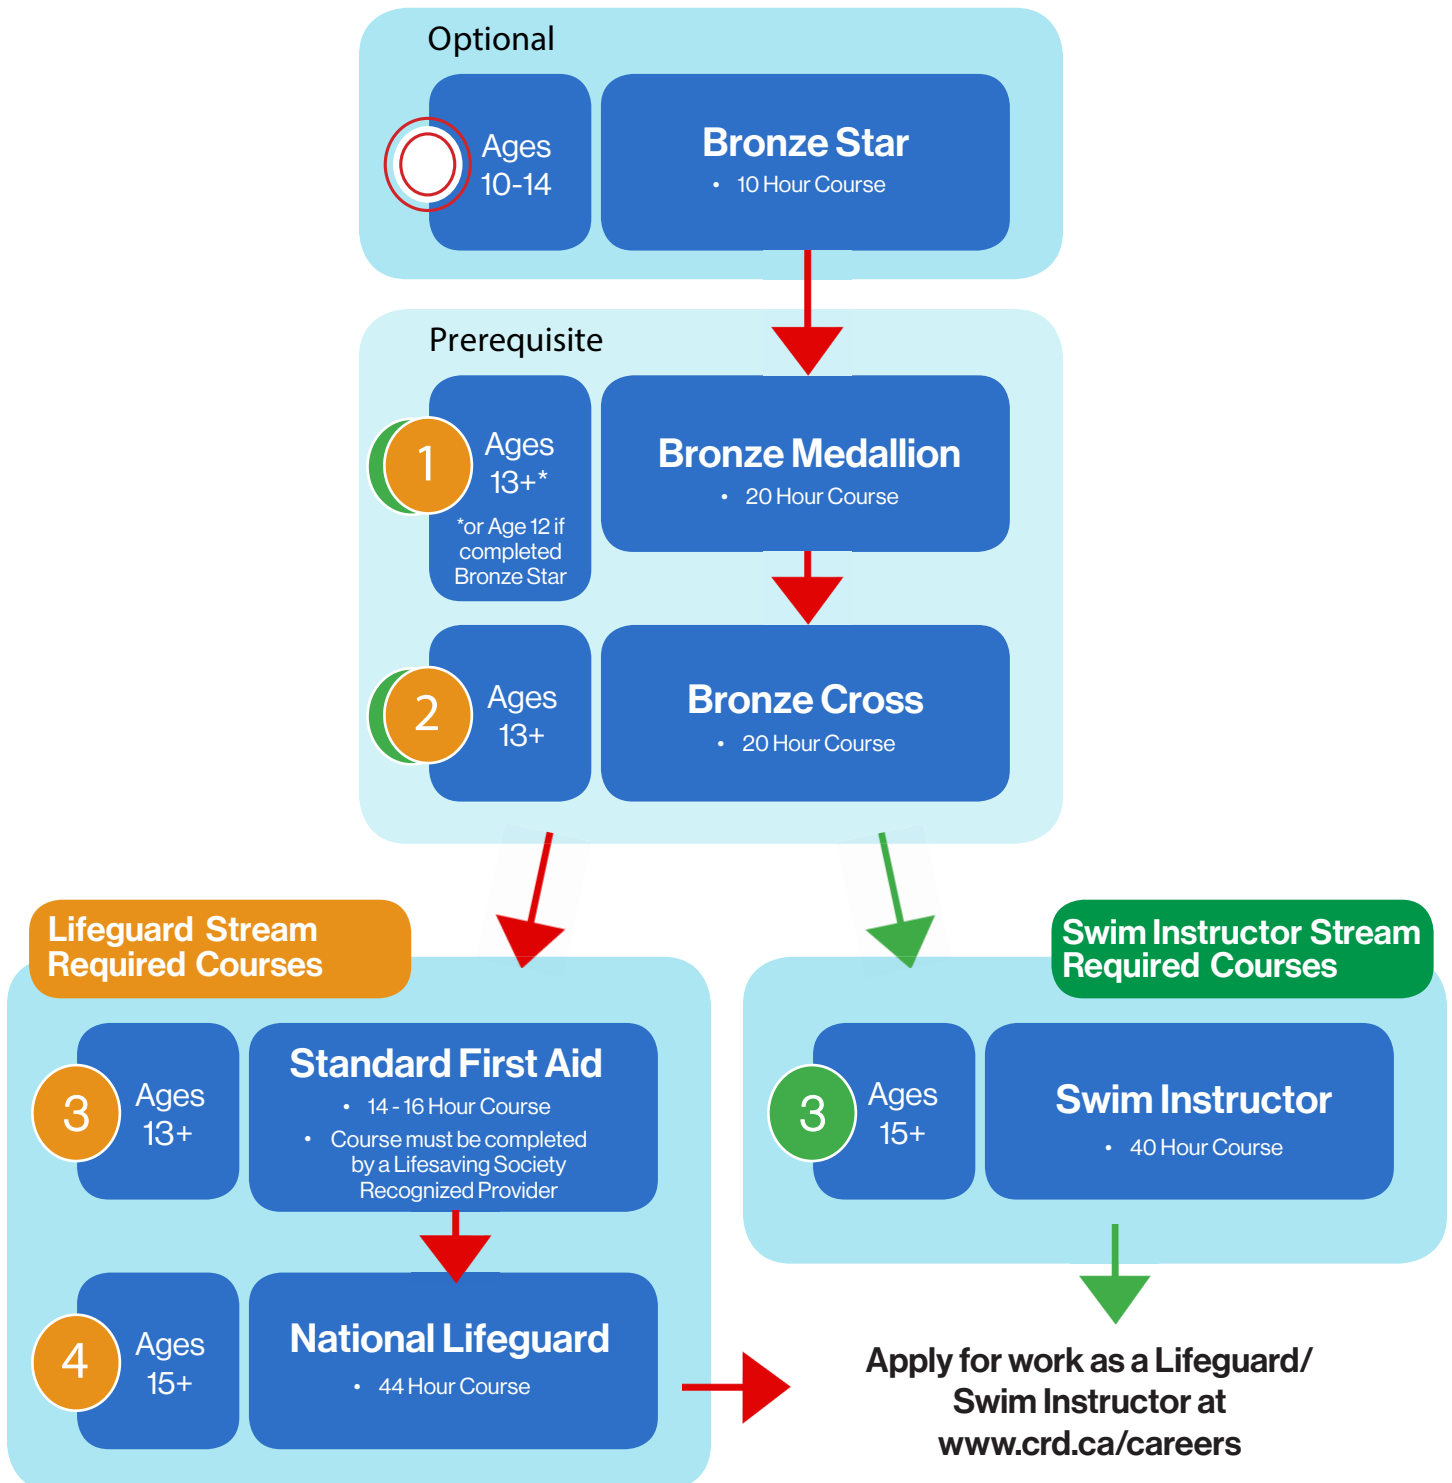 Optional
Ages
10-14
Bronze Star
• 10 Hour Course
Prerequisite
1
Ages
13+*
*or Age 12 if
completed
Bronze Star
Bronze Medallion
• 20 Hour Course
2
Ages
13+
Bronze Cross
• 20 Hour Course
Lifeguard Stream
Required Courses
3
Ages
13+
Standard First Aid
• 14 - 16 Hour Course
• Course must be completed
by a Lifesaving Society
Recognized Provider
4
Ages
15+
National Lifeguard
• 44 Hour Course
Swim Instructor Stream
Required Courses
3
Ages
15+
Swim Instructor
• 40 Hour Course
Apply for work as a Lifeguard/
Swim Instructor at
www.crd.ca/careers